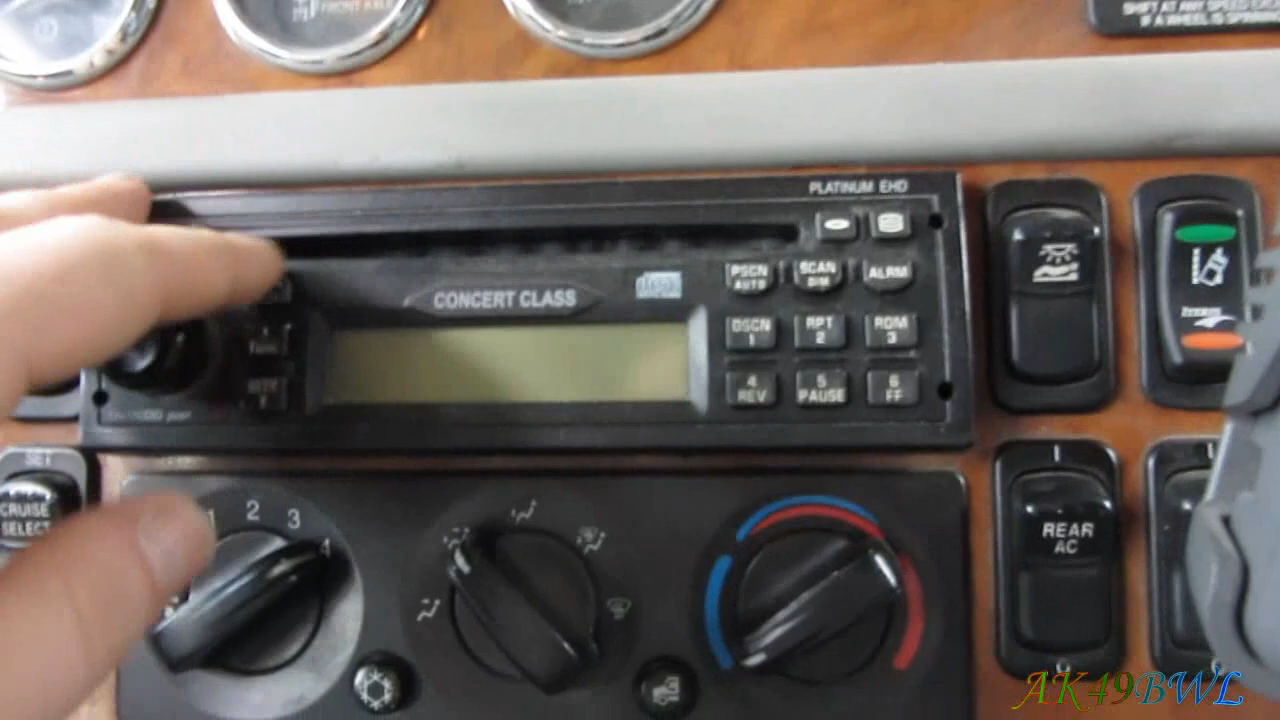 FRONT AXLE
SHIFT AT ANY SPEED EXC
IF A WHEEL IS SPINNING
PLATINUM EHD
CONCERT CLASS
PSCN
AUTO
SCAN
DIM
ALRM
DSCN
1
RPT
2
RDM
3
4
REV
5
PAUSE
6
FF
SET
CRUISE
SELECT
1
2
3
4
REAR
AC
AK49BWL